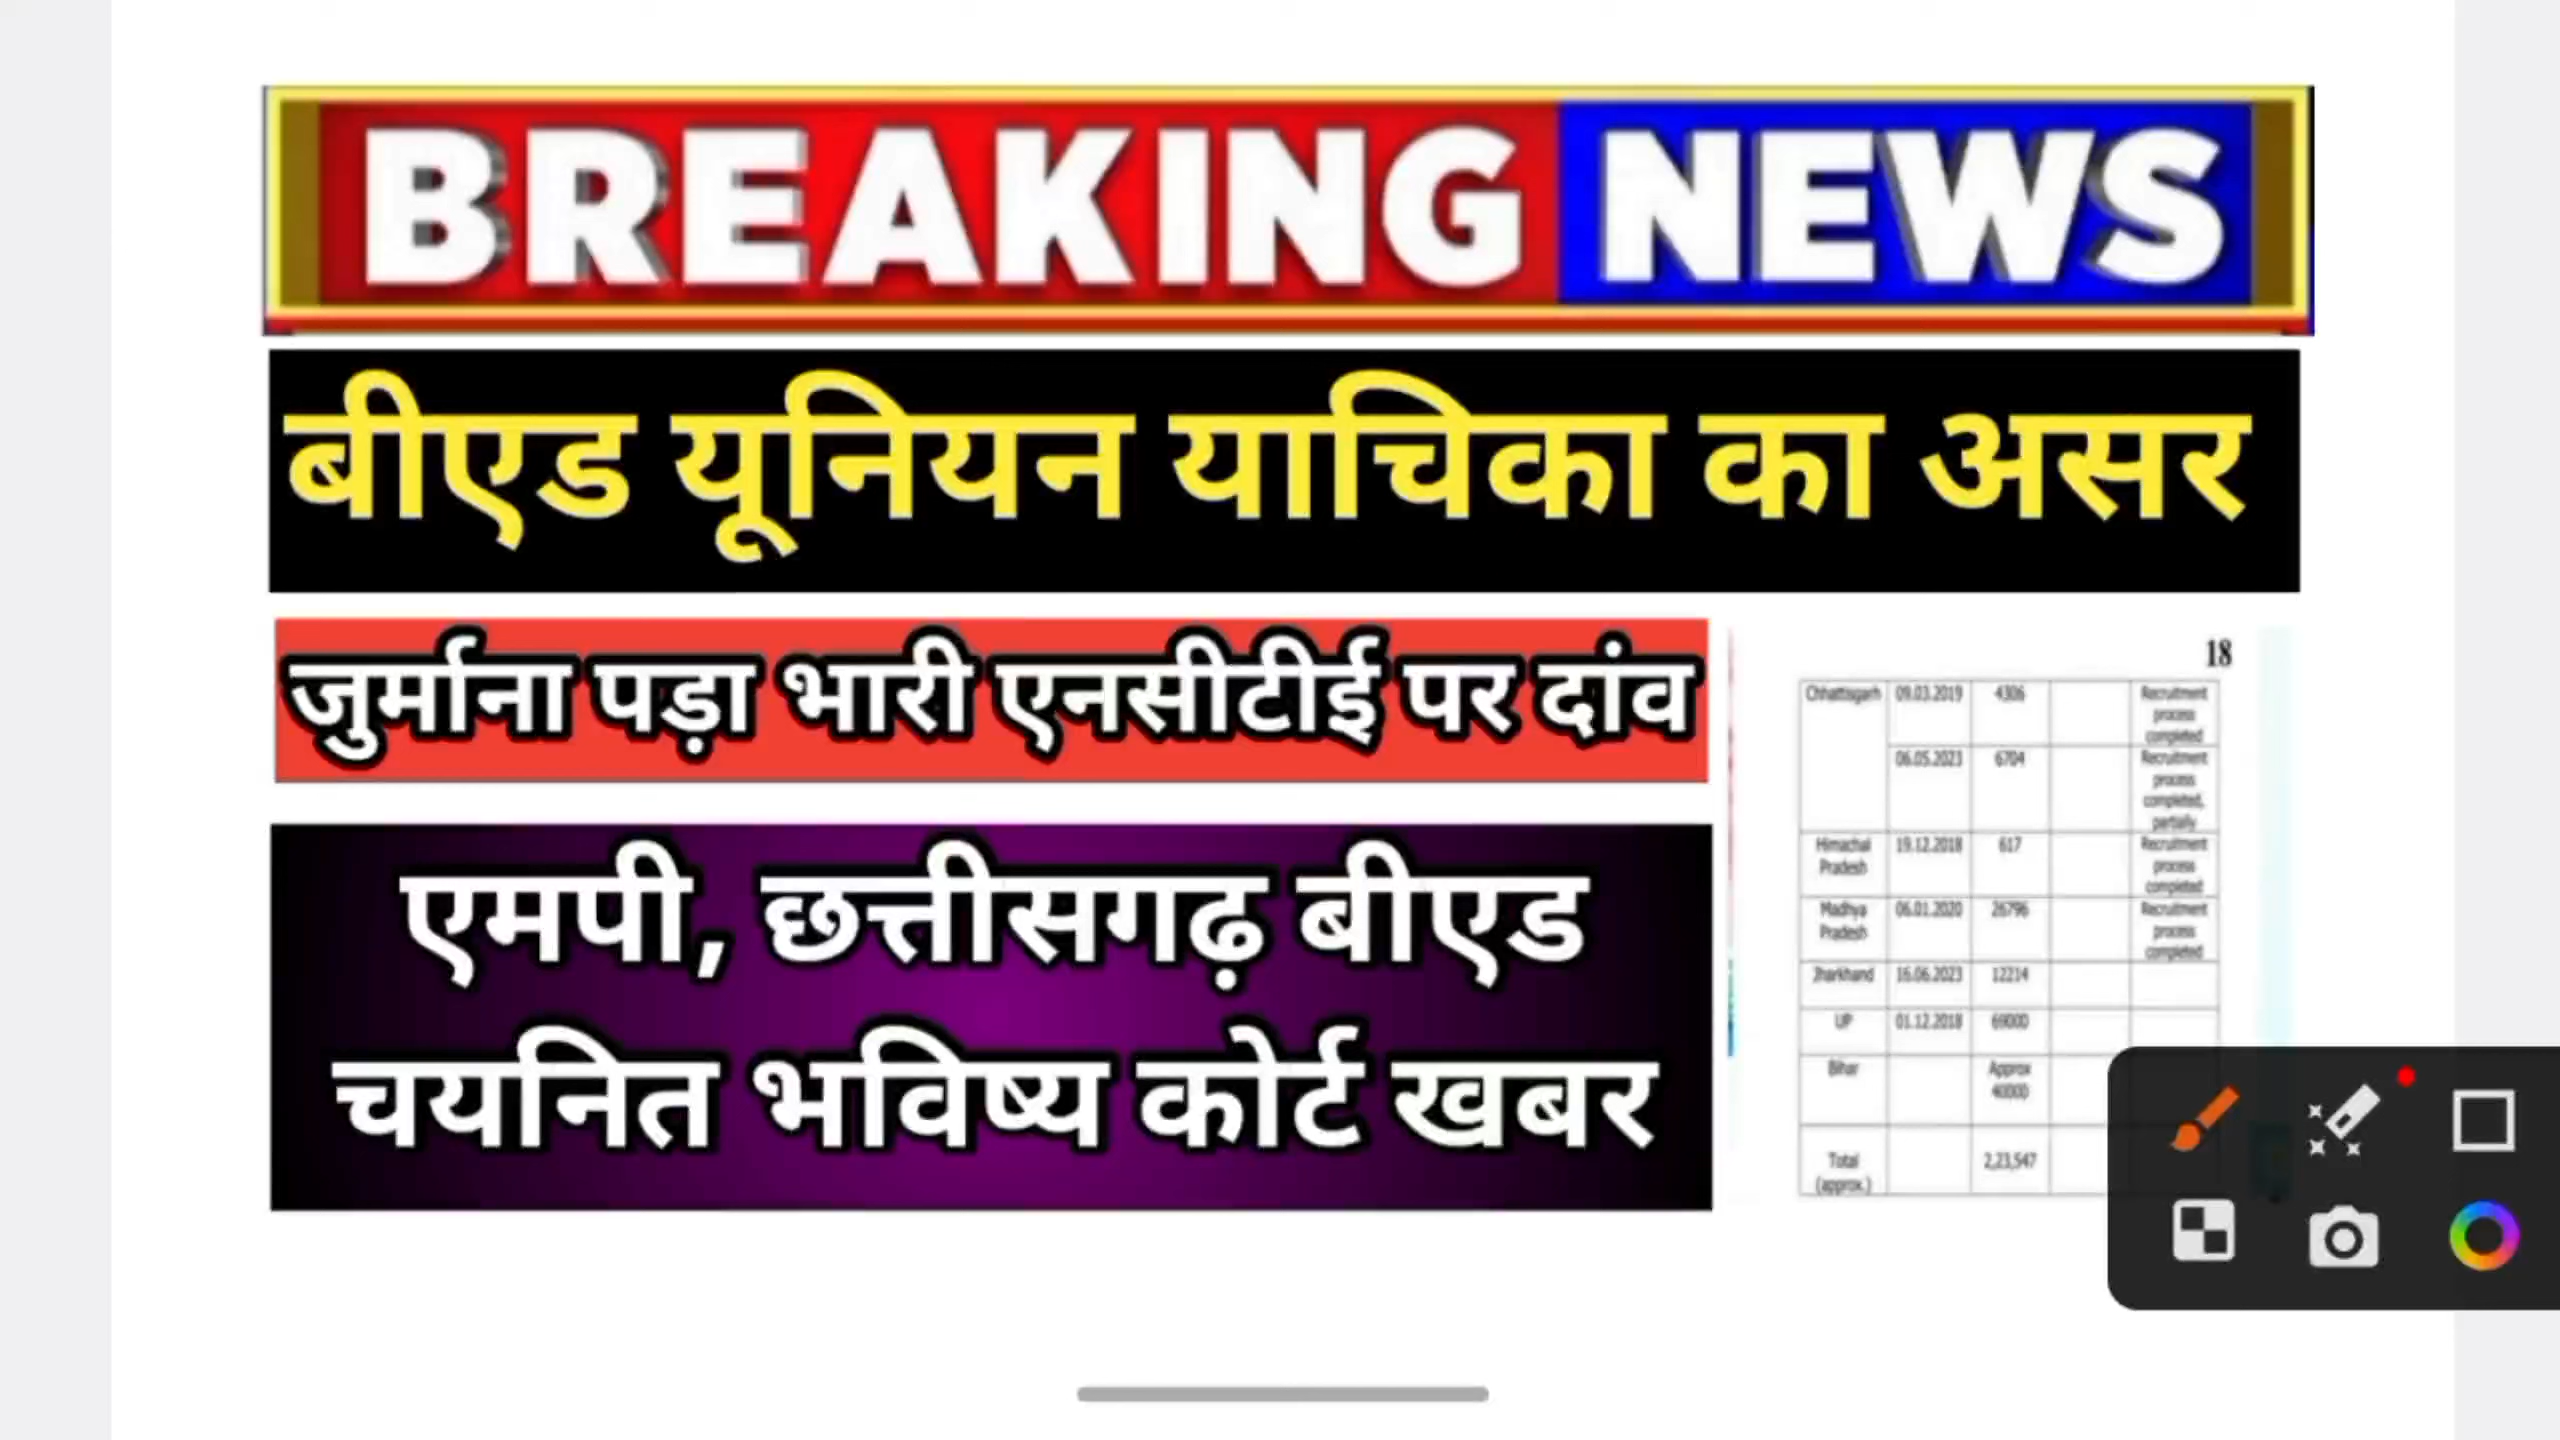 BREAKING NEWS
बीएड यूनियन याचिका का असर
जुर्माना पड़ा भारी एनसीटीई पर दांव
एमपी, छत्तीसगढ़ बीएड
चयनित भविष्य कोर्ट खबर
18
Chhattisgarh 09.03.2019 4306 Recruitment
process
completed
06.05.2023 6704 Recruitment
process
completed,
partially
Himachal 19.12.2018 617 Recruitment
Pradesh process
completed
Madhya 06.01.2020 26796 Recruitment
Pradesh process
completed
Jharkhand 16.06.2023 12214
UP 01.12.2018 69000
Bihar Approx
40000
Total 2,23,547
(approx.)